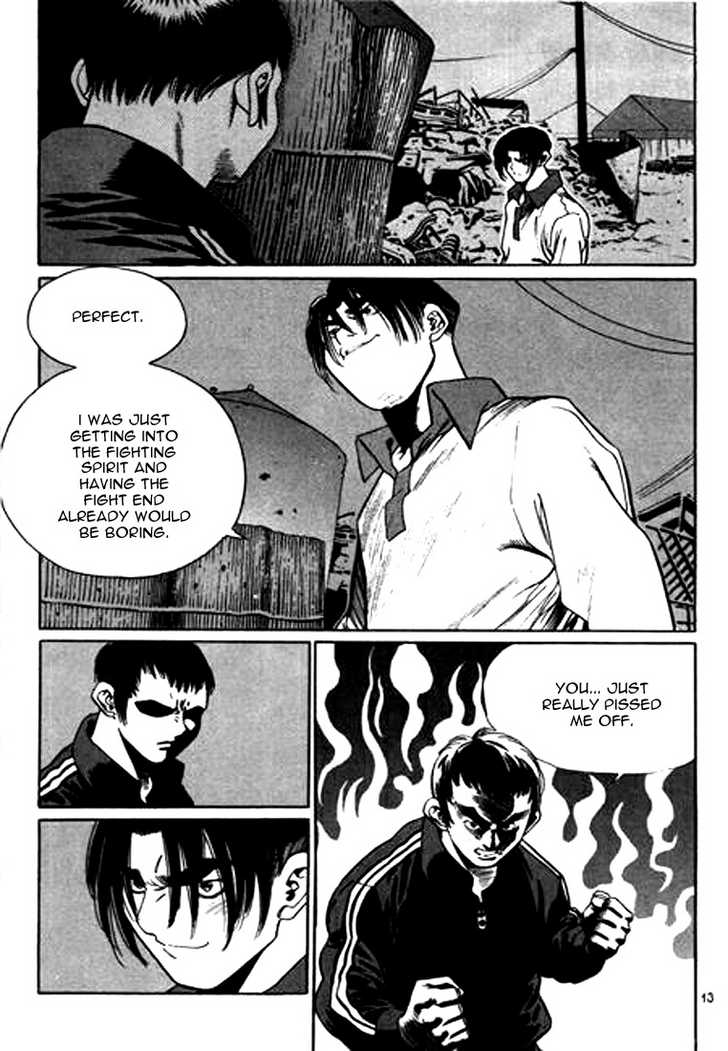 PERFECT.
I WAS JUST
GETTING INTO
THE FIGHTING
SPIRIT AND
HAVING THE
FIGHT END
ALREADY WOULD
BE BORING.
YOU... JUST
REALLY PISSED
ME OFF.
13